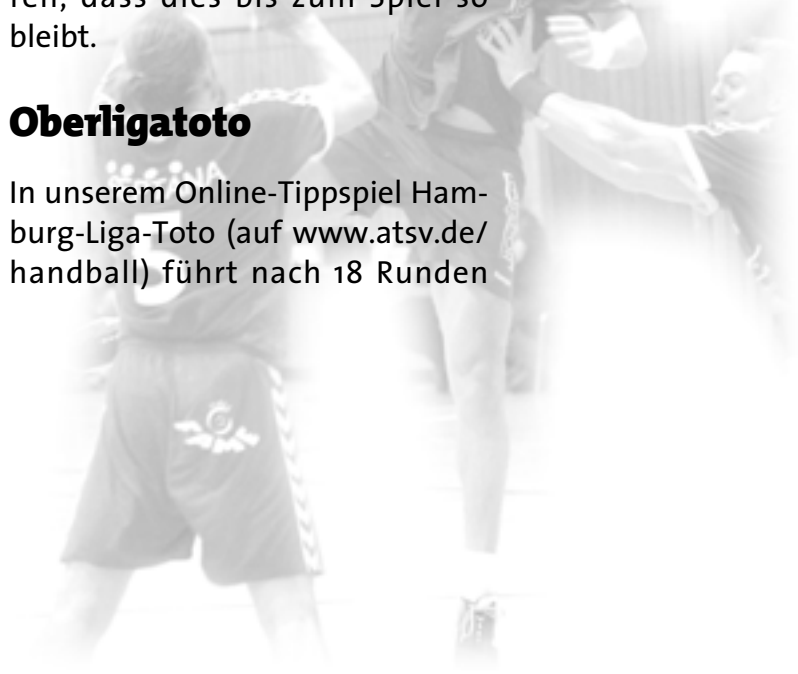 dass dies bis zum Spiel so
bleibt.
Oberligatoto
In unserem Online-Tippspiel Ham-
burg-Liga-Toto (auf www.atsv.de/
handball) führt nach 18 Runden
5